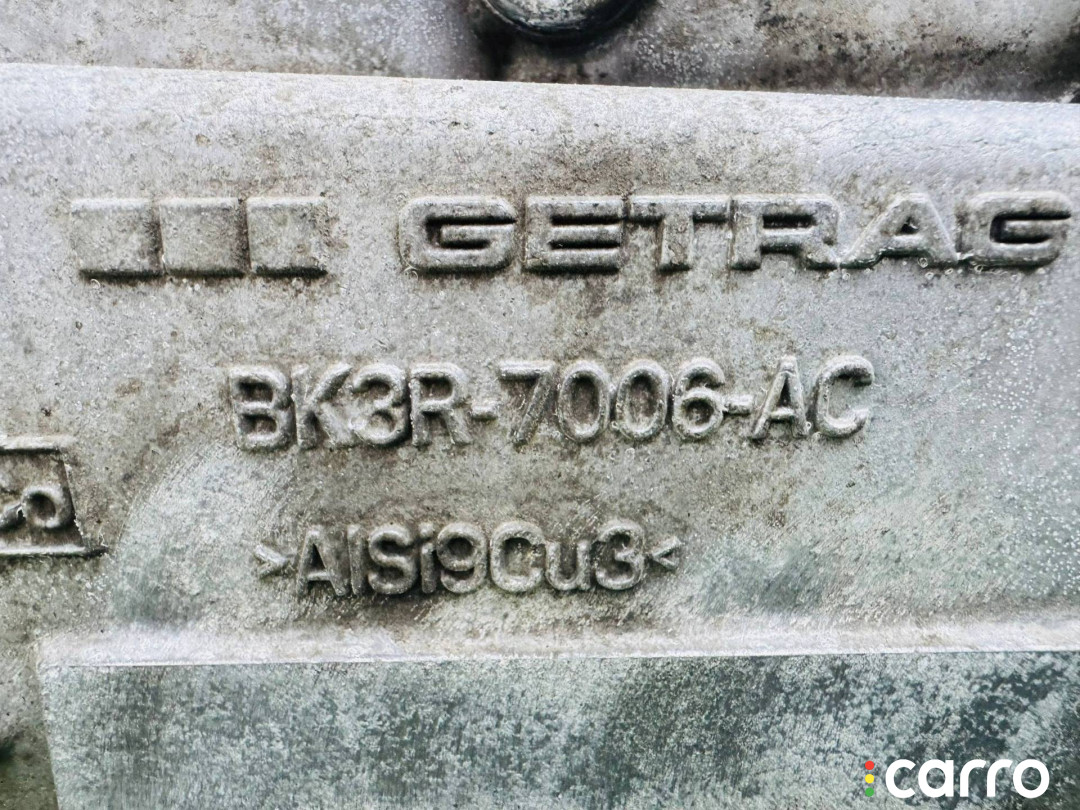 GETRAG
BK3R-7006-AC
>AlSi9Cu3<
carro